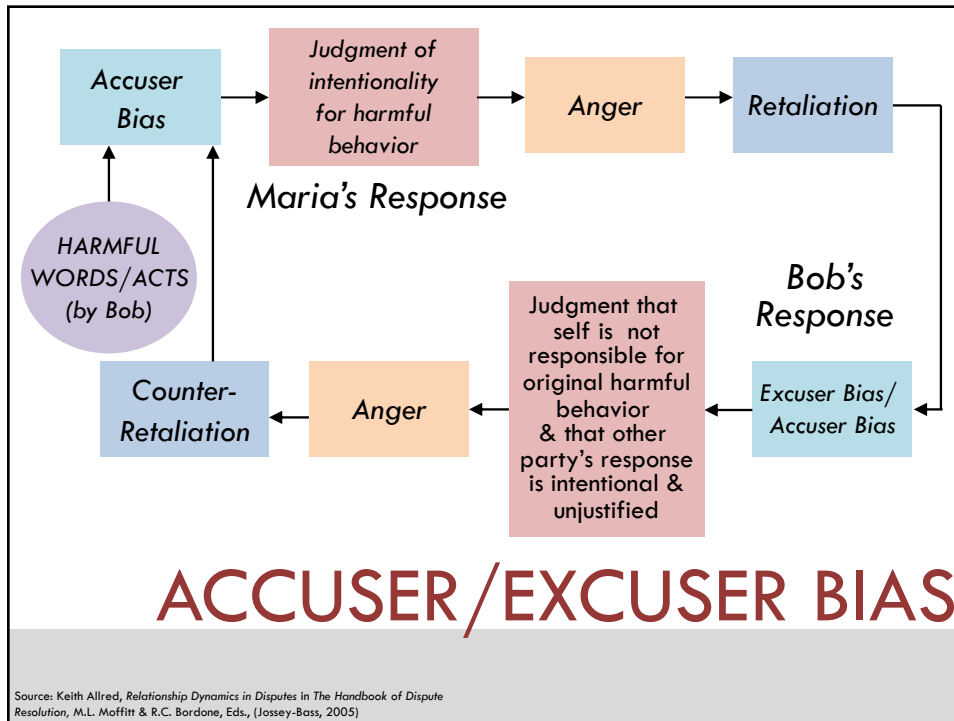 Accuser
Bias
Judgment of
intentionality
for harmful
behavior
Anger
Retaliation
Maria's Response
HARMFUL
WORDS/ACTS
(by Bob)
Bob's
Response
Excuser Bias/
Accuser Bias
Judgment that
self is not
responsible for
original harmful
behavior
& that other
party's response
is intentional &
unjustified
Anger
Counter-
Retaliation
ACCUSER/EXCUSER BIAS
Source: Keith Allred, Relationship Dynamics in Disputes in The Handbook of Dispute
Resolution, M.L. Moffitt & R.C. Bordone, Eds., (Jossey-Bass, 2005)